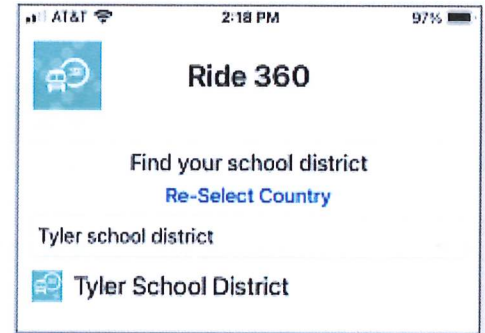 AT&T 2:18 PM 97%
Ride 360
Find your school district
Re-Select Country
Tyler school district
Tyler School District